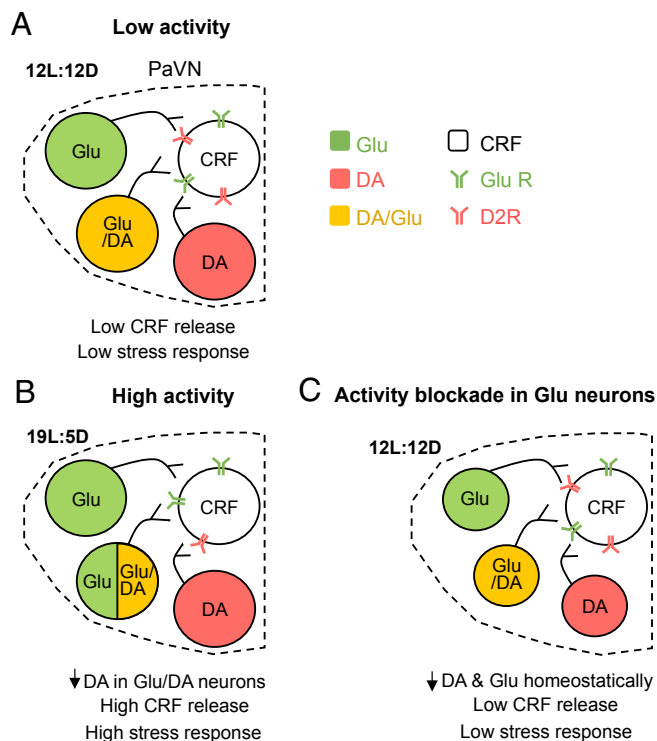 A
Low activity
12L:12D
PaVN
Glu
CRF
Glu
/DA
DA
Low CRF release
Low stress response
Glu
CRF
DA
Glu R
DA/Glu
D2R
B
High activity
19L:5D
Glu
CRF
Glu
Glu/
DA
DA
DA in Glu/DA neurons
High CRF release
High stress response
C
Activity blockade in Glu neurons
12L:12D
Glu
CRF
Glu
/DA
DA
DA & Glu homeostatically
Low CRF release
Low stress response